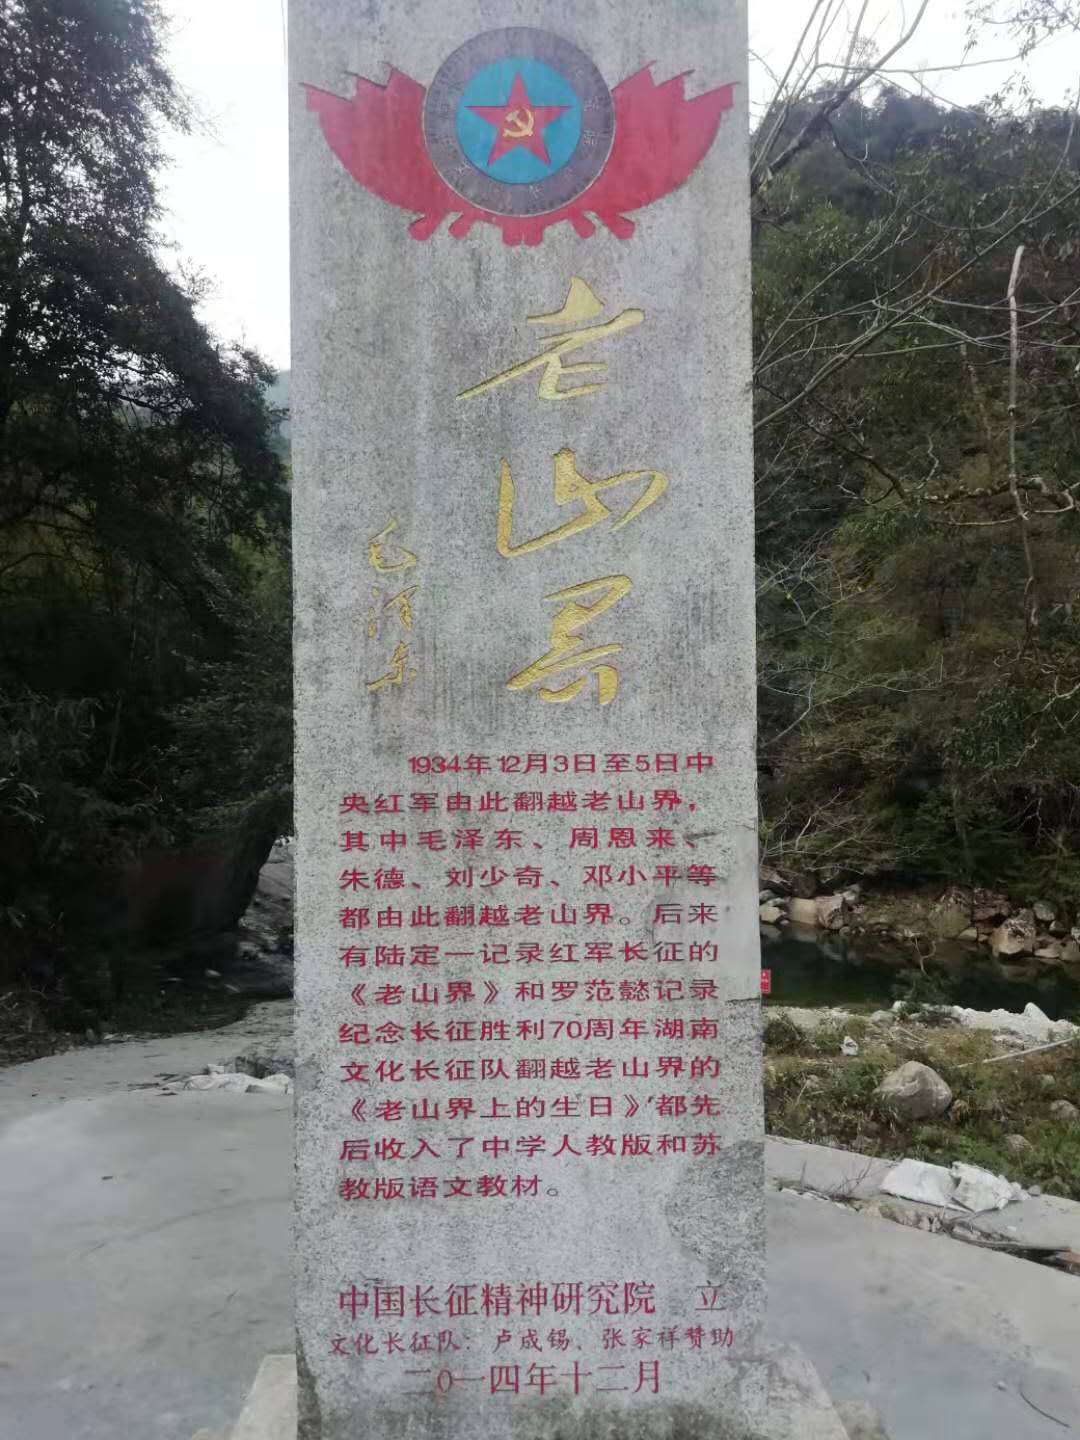 老山界
毛泽东
1934年12月3日至5日中
央红军由此翻越老山界，
其中毛泽东、周恩来、
朱德、刘少奇、邓小平等
都由此翻越老山界。后来
有陆定一记录红军长征的
《老山界》和罗范懿记录
纪念长征胜利70周年湖南
文化长征队翻越老山界的
《老山界上的生日》都先
后收入了中学人教版和苏
教版语文教材。
中国长征精神研究院 立
文化长征队：卢成锡、张家祥赞助
二0一四年十二月